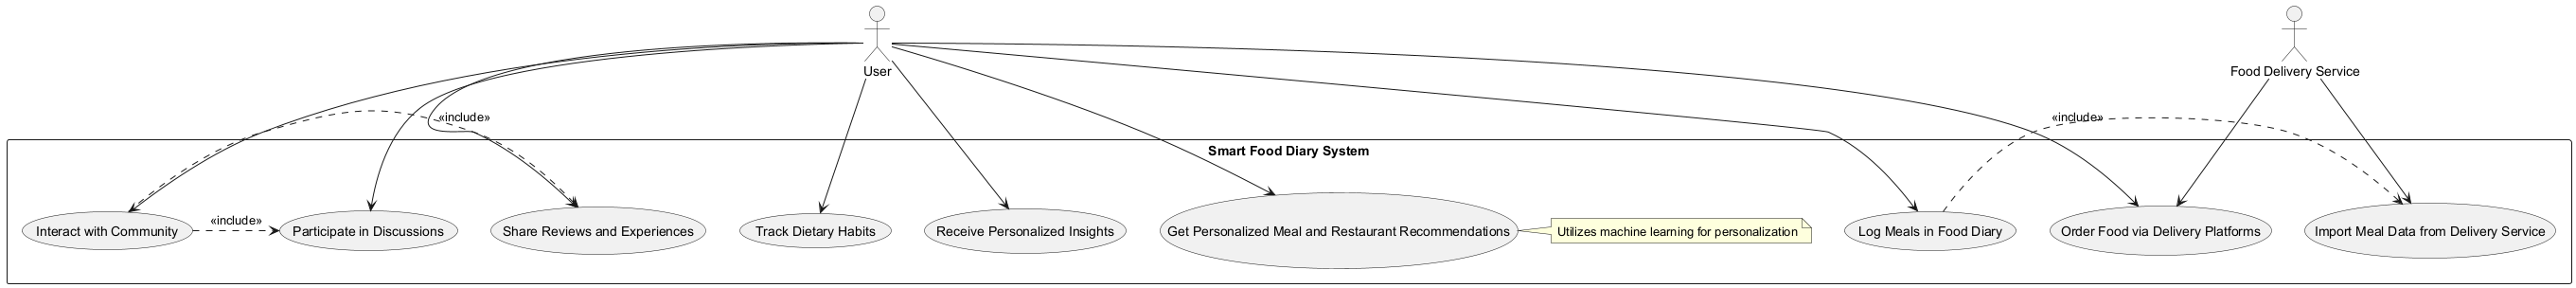 User
Food Delivery Service
«include»
«include»
Smart Food Diary System
«include»
Interact with Community
Participate in Discussions
Share Reviews and Experiences
Track Dietary Habits
Receive Personalized Insights
Get Personalized Meal and Restaurant Recommendations
Utilizes machine learning for personalization
Log Meals in Food Diary
Order Food via Delivery Platforms
Import Meal Data from Delivery Service